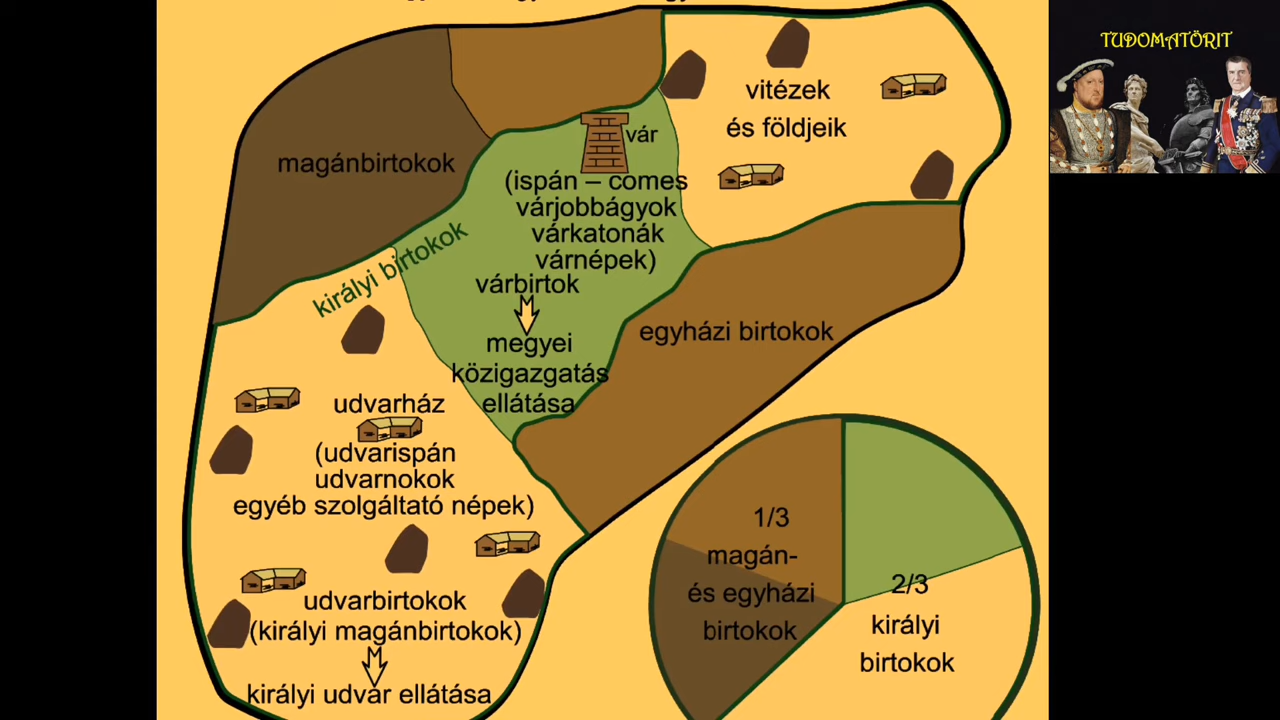 TUDOMATÖRIT
vitézek
és földjeik
magánbirtokok
vár
(ispán – comes
várjobbágyok
várkatonák
várnépek)
várbirtok
megyei
közigazgatás
ellátása
királyi birtokok
egyházi birtokok
udvarház
(udvarispán
udvarnokok
egyéb szolgáltató népek)
udvarbirtokok
(királyi magánbirtokok)
királyi udvar ellátása
1/3
magán-
és egyházi
birtokok
2/3
királyi
birtokok